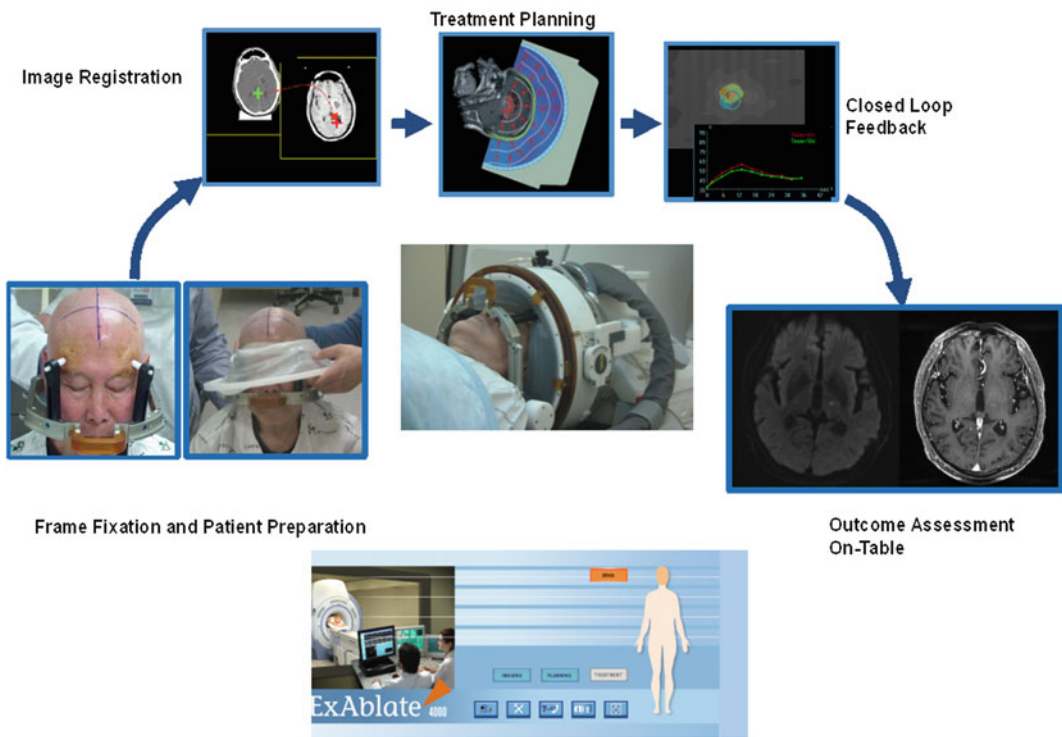 Treatment Planning
Image Registration
Closed Loop
Feedback
Frame Fixation and Patient Preparation
Outcome Assessment
On-Table
BRAIN
IMAGING
PLANNING
TREATMENT
ExAblate 4000